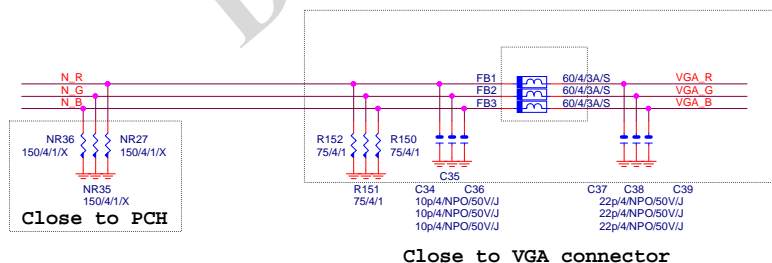 N_R
N_G
N_B
FB1
FB2
FB3
60/4/3A/S
60/4/3A/S
60/4/3A/S
VGA_R
VGA_G
VGA_B
NR36
150/4/1/X
NR27
150/4/1/X
NR35
150/4/1/X
Close to PCH
R152
75/4/1
R150
75/4/1
R151
75/4/1
C35
C34
C36
10p/4/NPO/50V/J
10p/4/NPO/50V/J
10p/4/NPO/50V/J
C37
C38
C39
22p/4/NPO/50V/J
22p/4/NPO/50V/J
22p/4/NPO/50V/J
Close to VGA connector